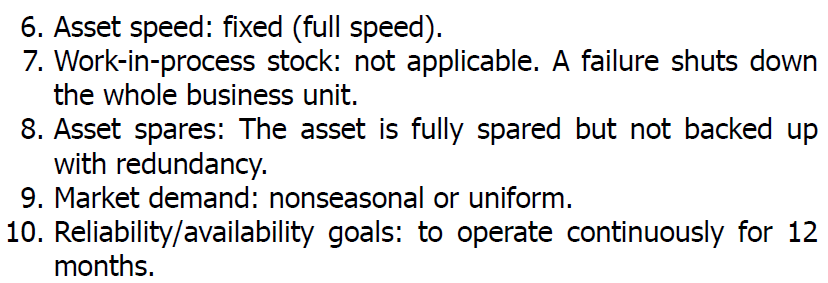 6. Asset speed: fixed (full speed).
7. Work-in-process stock: not applicable. A failure shuts down
the whole business unit.
8. Asset spares: The asset is fully spared but not backed up
with redundancy.
9. Market demand: nonseasonal or uniform.
10. Reliability/availability goals: to operate continuously for 12
months.